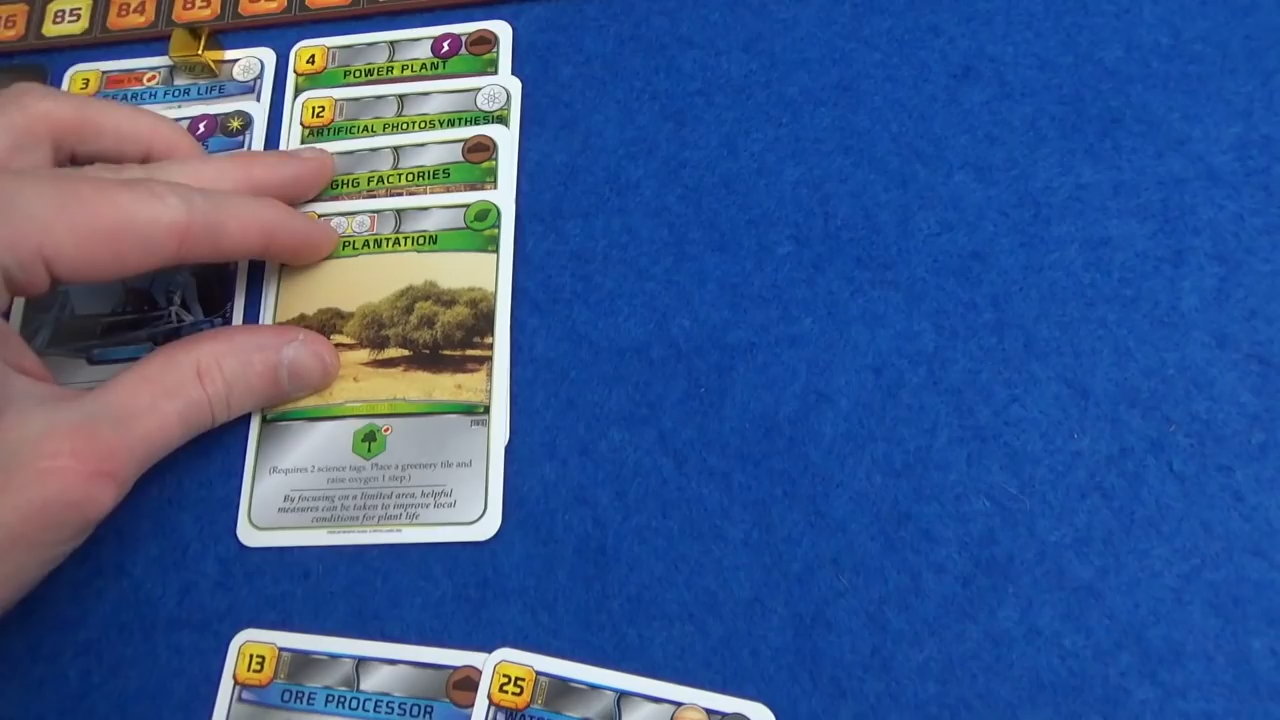 85
84
83
3
SEARCH FOR LIFE
4
POWER PLANT
12
ARTIFICIAL PHOTOSYNTHESIS
GHG FACTORIES
PLANTATION
(Requires 2 science tags. Place a greenery tile and
raise oxygen 1 step.)
By focusing on a limited area, helpful
measures can be taken to improve local
conditions for plant life
13
ORE PROCESSOR
25